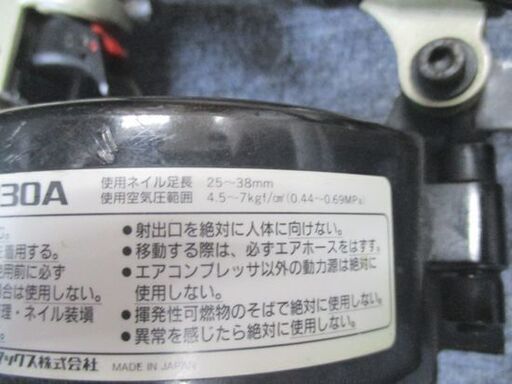 30A
使用ネイル足長 25～38mm
使用空気圧範囲 4.5～7kgf/c㎡(0.44～0.69MPa)
着用する。
使用前に必ず
場合は使用しない。
ネイル装填
●射出口を絶対に人体に向けない。
●移動する際は、必ずエアホースをはずす。
●エアコンプレッサ以外の動力源は絶対に
使用しない。
●揮発性可燃物のそばで絶対に使用しない。
●異常を感じたら絶対に使用しない。
マックス株式会社 MADE IN JAPAN